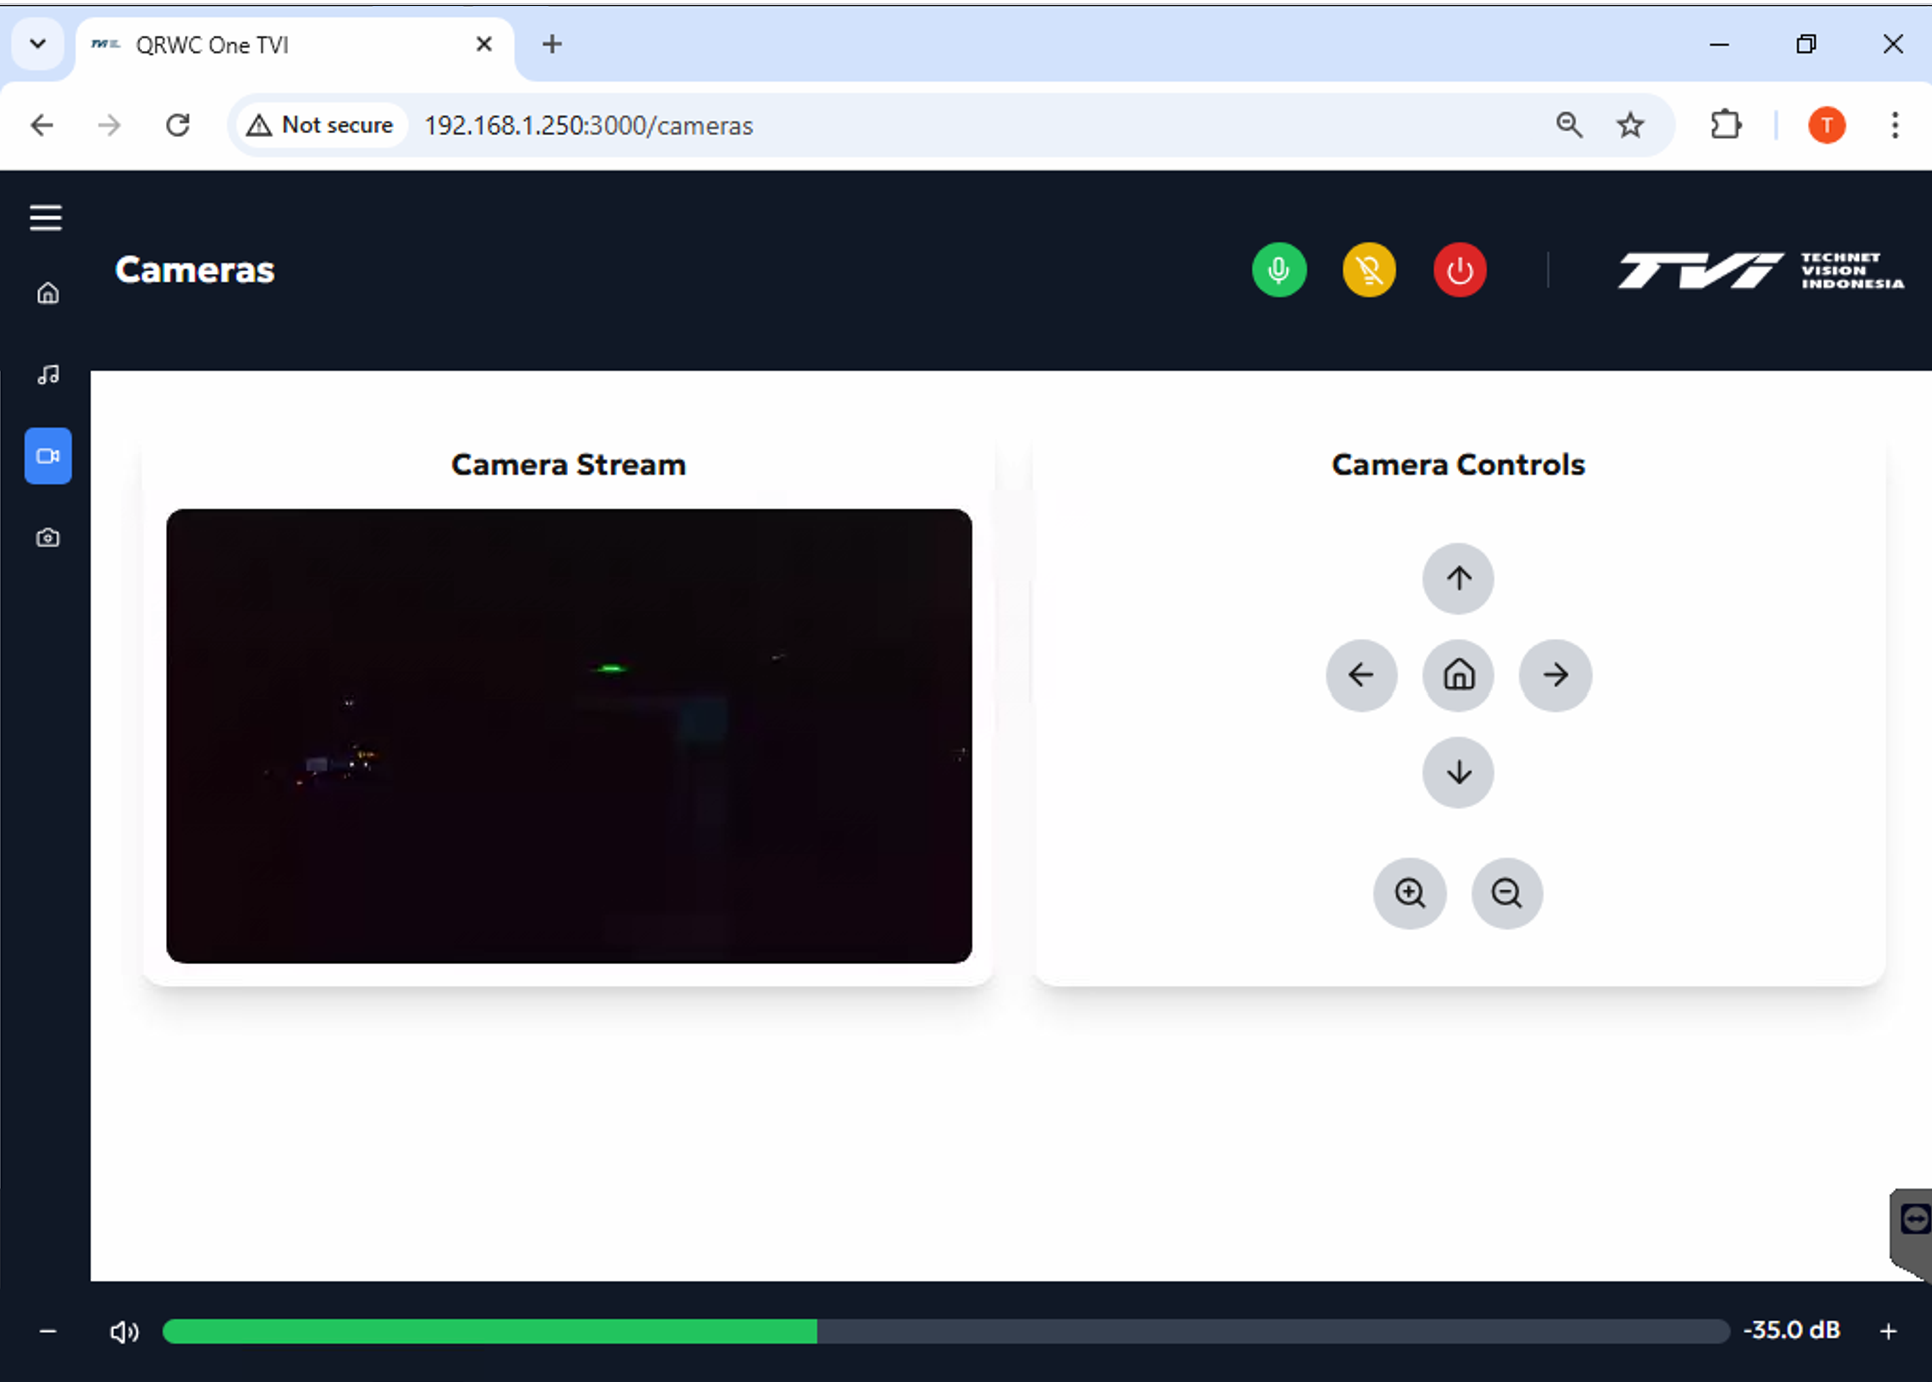 QRWC One TVI
Not secure
192.168.1.250:3000/cameras
T
Cameras
TVI TECHNET
VISION
INDONESIA
Camera Stream
Camera Controls
-35.0 dB